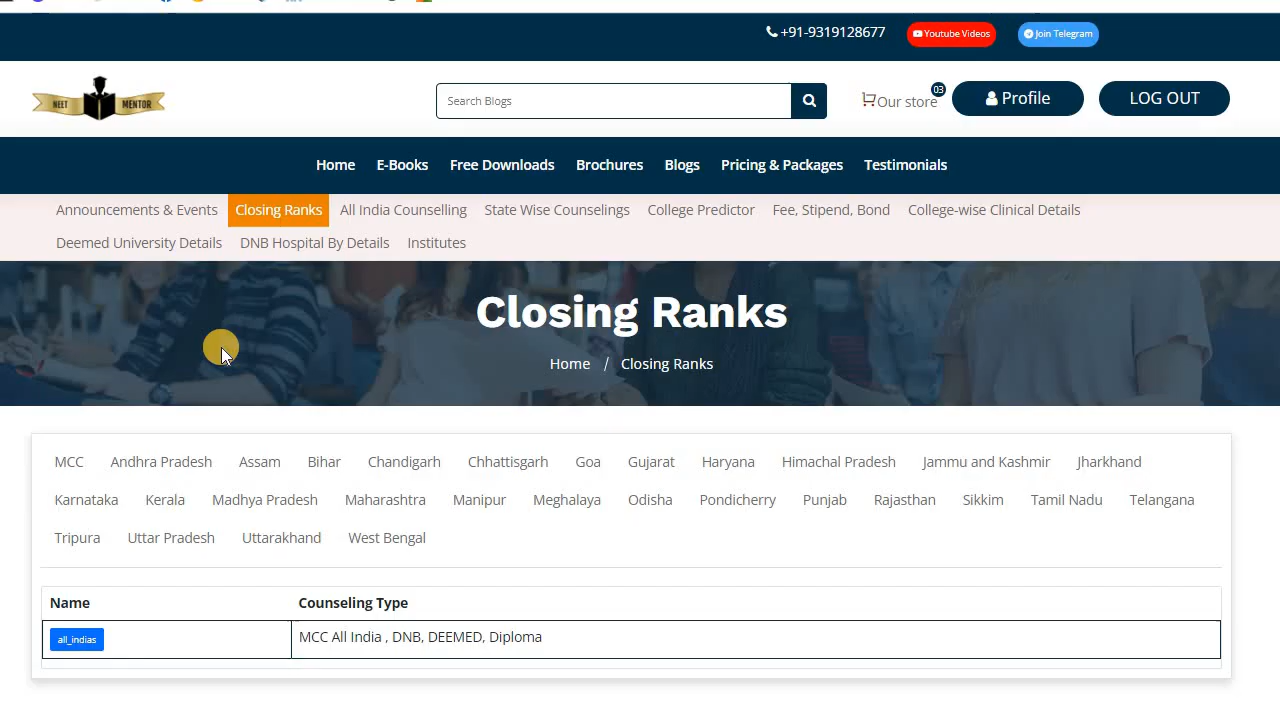 +91-9319128677 Youtube Videos Join Telegram
NEET MENTOR
Search Blogs
Our store 03 Profile LOG OUT
Home E-Books Free Downloads Brochures Blogs Pricing & Packages Testimonials
Announcements & Events Closing Ranks All India Counselling State Wise Counselings College Predictor Fee, Stipend, Bond College-wise Clinical Details
Deemed University Details DNB Hospital By Details Institutes
Closing Ranks
Home / Closing Ranks
MCC Andhra Pradesh Assam Bihar Chandigarh Chhattisgarh Goa Gujarat Haryana Himachal Pradesh Jammu and Kashmir Jharkhand
Karnataka Kerala Madhya Pradesh Maharashtra Manipur Meghalaya Odisha Pondicherry Punjab Rajasthan Sikkim Tamil Nadu Telangana
Tripura Uttar Pradesh Uttarakhand West Bengal
Name Counseling Type
all_indias MCC All India , DNB, DEEMED, Diploma